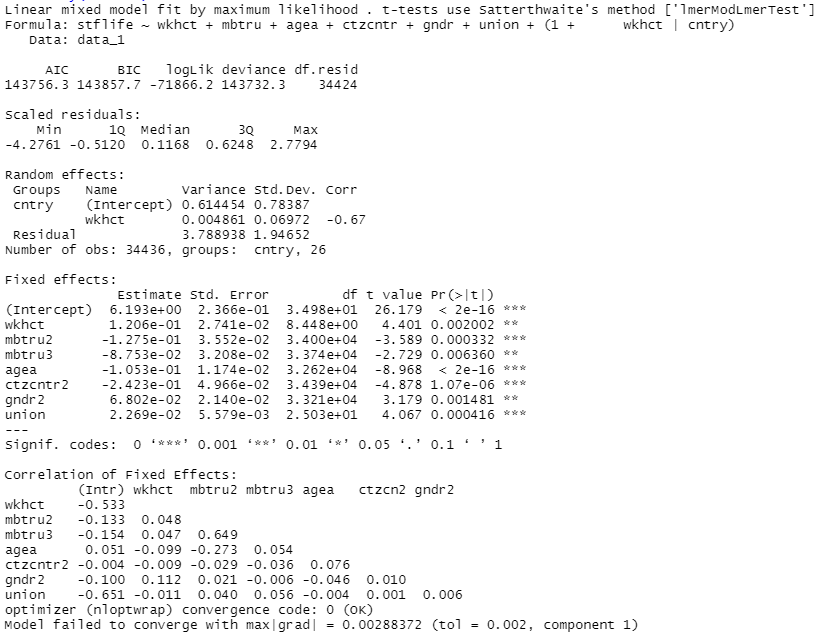 Linear mixed model fit by maximum likelihood . t-tests use Satterthwaite's method ['lmerModLmerTest']
Formula: stflife ~ wkhct + mbtru + agea + ctzcntr + gndr + union + (1 +      wkhct | cntry)
   Data: data_1
     AIC      BIC   logLik deviance df.resid
143756.3 143857.7 -71866.2 143732.3    34424
Scaled residuals:
    Min      1Q  Median      3Q     Max
-4.2761 -0.5120  0.1168  0.6248  2.7794
Random effects:
 Groups   Name        Variance Std.Dev. Corr
 cntry    (Intercept) 0.614454 0.78387
          wkhct       0.004861 0.06972  -0.67
 Residual             3.788938 1.94652
Number of obs: 34436, groups:  cntry, 26
Fixed effects:
              Estimate Std. Error         df t value Pr(>|t|)
(Intercept)  6.193e+00  2.366e-01  3.498e+01  26.179  < 2e-16 ***
wkhct        1.206e-01  2.741e-02  8.448e+00   4.401 0.002002 **
mbtru2      -1.275e-01  3.552e-02  3.400e+04  -3.589 0.000332 ***
mbtru3      -8.753e-02  3.208e-02  3.374e+04  -2.729 0.006360 **
agea        -1.053e-01  1.174e-02  3.262e+04  -8.968  < 2e-16 ***
ctzcntr2    -2.423e-01  4.966e-02  3.439e+04  -4.878 1.07e-06 ***
gndr2        6.802e-02  2.140e-02  3.321e+04   3.179 0.001481 **
union        2.269e-02  5.579e-03  2.503e+01   4.067 0.000416 ***
---
Signif. codes:  0 ‘***’ 0.001 ‘**’ 0.01 ‘*’ 0.05 ‘.’ 0.1 ‘ ’ 1
Correlation of Fixed Effects:
         (Intr) wkhct  mbtru2 mbtru3 agea   ctzcn2 gndr2
wkhct    -0.533
mbtru2   -0.133  0.048
mbtru3   -0.154  0.047  0.649
agea      0.051 -0.099 -0.273  0.054
ctzcntr2 -0.004 -0.009 -0.029 -0.036  0.076
gndr2    -0.100  0.112  0.021 -0.006 -0.046  0.010
union    -0.651 -0.011  0.040  0.056 -0.004  0.001  0.006
optimizer (nloptwrap) convergence code: 0 (OK)
Model failed to converge with max|grad| = 0.00288372 (tol = 0.002, component 1)